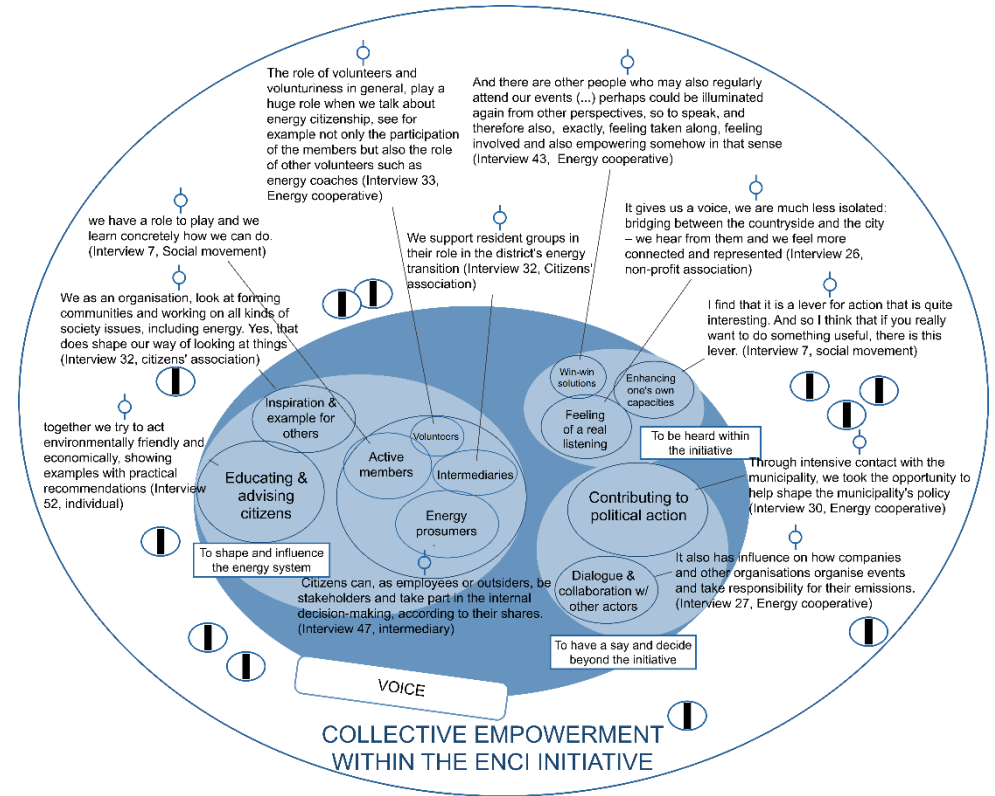 The role of volunteers and
volunturiness in general, play a
huge role when we talk about
energy citizenship, see for
example not only the participation
of the members but also the role
of other volunteers such as
energy coaches (Interview 33,
Energy cooperative)
And there are other people who may also regularly
attend our events (...) perhaps could be illuminated
again from other perspectives, so to speak, and
therefore also,  exactly, feeling taken along, feeling
involved and also empowering somehow in that sense
(Interview 43,  Energy cooperative)
we have a role to play and we
learn concretely how we can do.
(Interview 7, Social movement)
We support resident groups in
their role in the district's energy
transition (Interview 32, Citizens'
association)
It gives us a voice, we are much less isolated:
bridging between the countryside and the city
– we hear from them and we feel more
connected and represented (Interview 26,
non-profit association)
We as an organisation, look at forming
communities and working on all kinds of
society issues, including energy. Yes, that
does shape our way of looking at things
(Interview 32, citizens' association)
I find that it is a lever for action that is quite
interesting. And so I think that if you really
want to do something useful, there is this
lever. (Interview 7, social movement)
together we try to act
environmentally friendly and
economically, showing
examples with practical
recommendations (Interview
52, individual)
Inspiration &
example for
others
Educating &
advising
citizens
Active
members
Volunteers
Intermediaries
Energy
prosumers
To shape and influence
the energy system
Win-win
solutions
Enhancing
one's own
capacities
Feeling
of a real
listening
To be heard within
the initiative
Contributing to
political action
Dialogue &
collaboration w/
other actors
To have a say and decide
beyond the initiative
Through intensive contact with the
municipality, we took the opportunity to
help shape the municipality's policy
(Interview 30, Energy cooperative)
It also has influence on how companies
and other organisations organise events
and take responsibility for their emissions.
(Interview 27, Energy cooperative)
Citizens can, as employees or outsiders, be
stakeholders and take part in the internal
decision-making, according to their shares.
(Interview 47, intermediary)
VOICE
COLLECTIVE EMPOWERMENT
WITHIN THE ENCI INITIATIVE